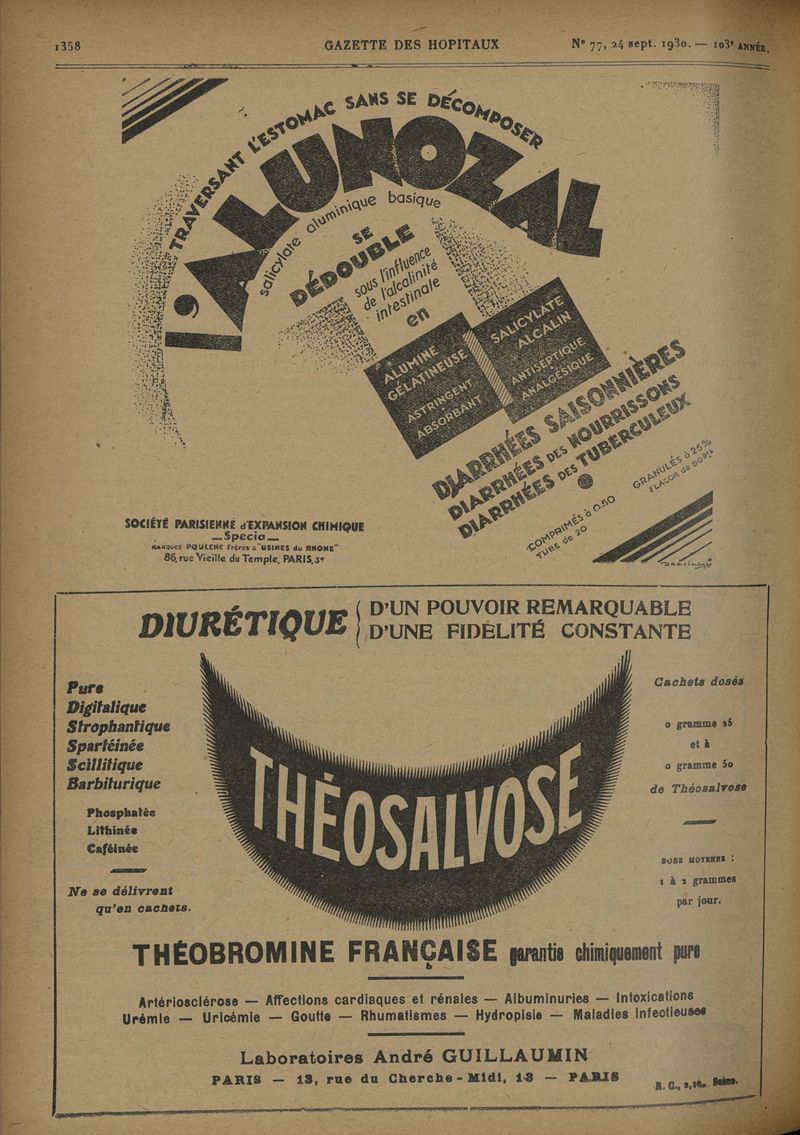 1358
GAZETTE DES HOPITAUX
N° 77, 24 sept. 1930. — 103e ANNÉE.
TRAVERSANT L'ESTOMAC SANS SE DÉCOMPOSER
L'ALUNOZAL
salicylate aluminique basique
SE
DÉDOUBLE
sous l'influence
de l'alcalinité
intestinale
en
ALUMINE
GÉLATINEUSE
ASTRINGENT
ABSORBANT
SALICYLATE
ALCALIN
ANTISEPTIQUE
ANALGÉSIQUE
DIARRHÉES SAISONNIÈRES
DIARRHÉES DES NOURRISSONS
DIARRHÉES DES TUBERCULEUX
COMPRIMÉS à 0.50
TUBE de 20
GRANULÉS à 25%
FLACON de 90grs
SOCIÉTÉ PARISIENNE d'EXPANSION CHIMIQUE
— Specia —
MARQUES POULENC Frères & "USINES du RHONE"
86, rue Vieille du Temple, PARIS, 3e
DIURÉTIQUE
D'UN POUVOIR REMARQUABLE
D'UNE FIDÉLITÉ CONSTANTE
Pure
Digitalique
Strophantique
Spartéinée
Scillitique
Barbiturique
Phosphatée
Lithinée
Caféinée
Ne se délivrent
qu'en cachets.
THÉOSALVOSE
Cachets dosés
0 gramme 25
et à
0 gramme 50
de Théosalvose
DOSE MOYENNE :
1 à 2 grammes
par jour.
THÉOBROMINE FRANÇAISE garantie chimiquement pure
Artériosclérose — Affections cardiaques et rénales — Albuminuries — Intoxications
Urémie — Uricémie — Goutte — Rhumatismes — Hydropisie — Maladies infectieuses
Laboratoires André GUILLAUMIN
PARIS — 13, rue du Cherche-Midi, 13 — PARIS
R. C., Seine.